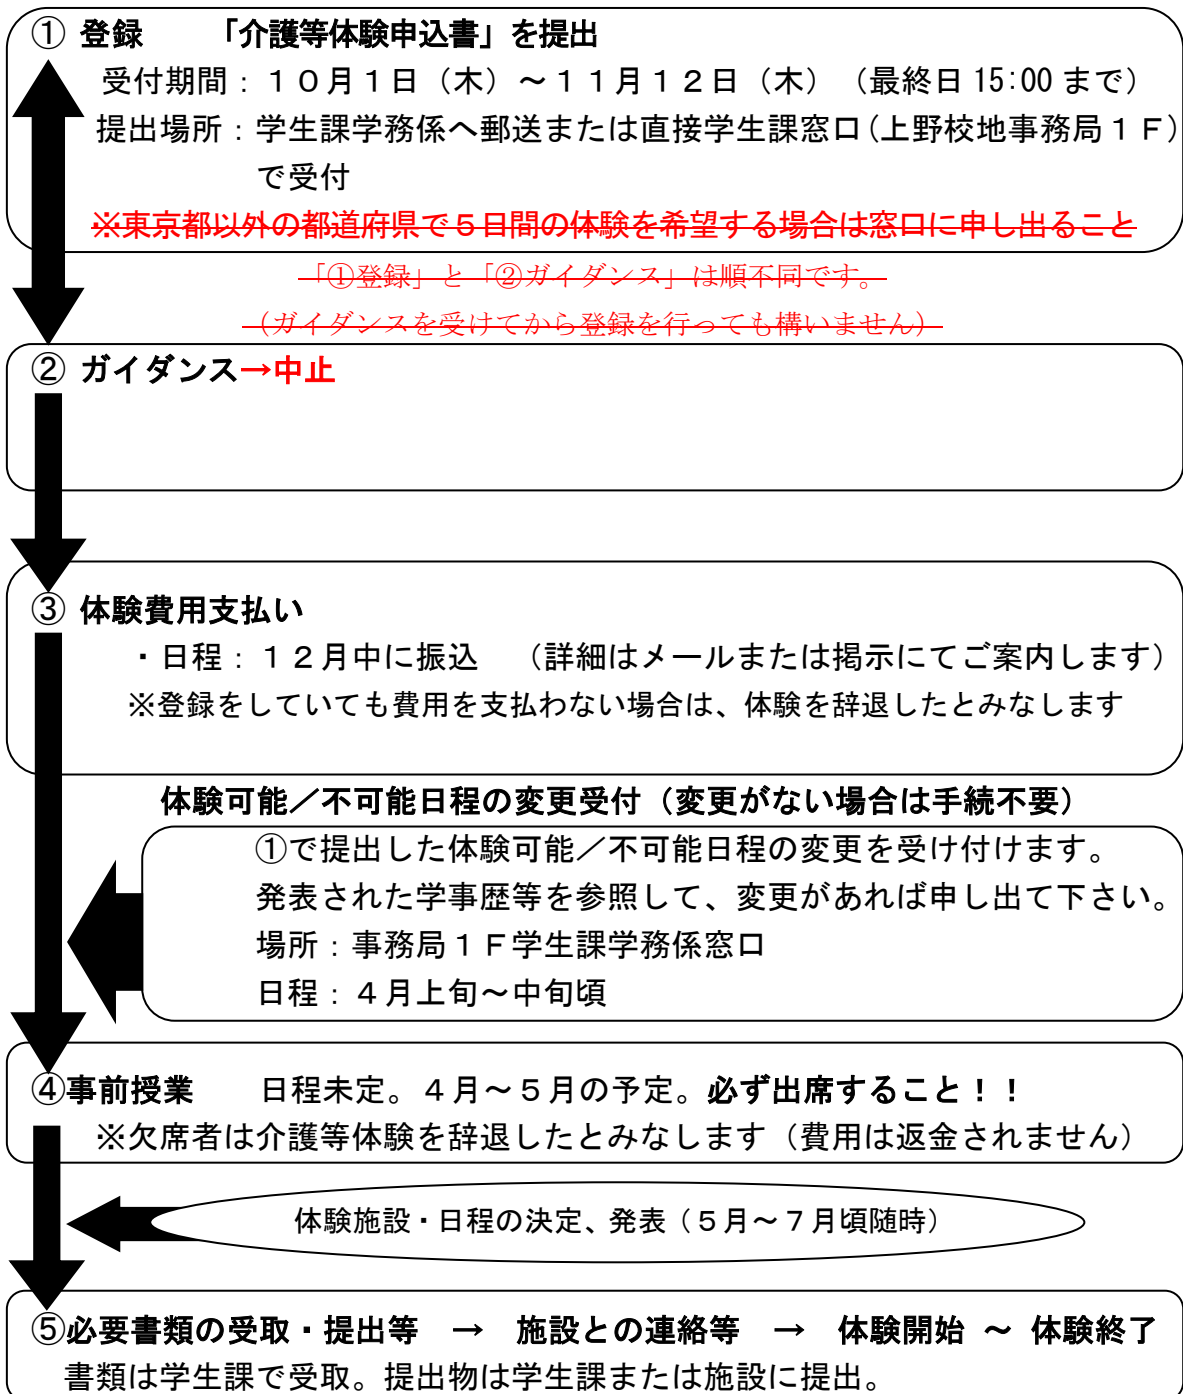 ① 登録　　「介護等体験申込書」を提出
受付期間：１０月１日（木）～１１月１２日（木）（最終日 15:00 まで）
提出場所：学生課学務係へ郵送または直接学生課窓口（上野校地事務局１Ｆ）
で受付
※東京都以外の都道府県で５日間の体験を希望する場合は窓口に申し出ること
「①登録」と「②ガイダンス」は順不同です。
（ガイダンスを受けてから登録を行っても構いません）
② ガイダンス→中止
③ 体験費用支払い
・日程：１２月中に振込　（詳細はメールまたは掲示にてご案内します）
※登録をしていても費用を支払わない場合は、体験を辞退したとみなします
体験可能／不可能日程の変更受付（変更がない場合は手続不要）
①で提出した体験可能／不可能日程の変更を受け付けます。
発表された学事歴等を参照して、変更があれば申し出て下さい。
場所：事務局１Ｆ学生課学務係窓口
日程：４月上旬～中旬頃
④事前授業　　日程未定。４月～５月の予定。必ず出席すること！！
※欠席者は介護等体験を辞退したとみなします（費用は返金されません）
体験施設・日程の決定、発表（５月～７月頃随時）
⑤必要書類の受取・提出等　→　施設との連絡等　→　体験開始 ～ 体験終了
書類は学生課で受取。提出物は学生課または施設に提出。